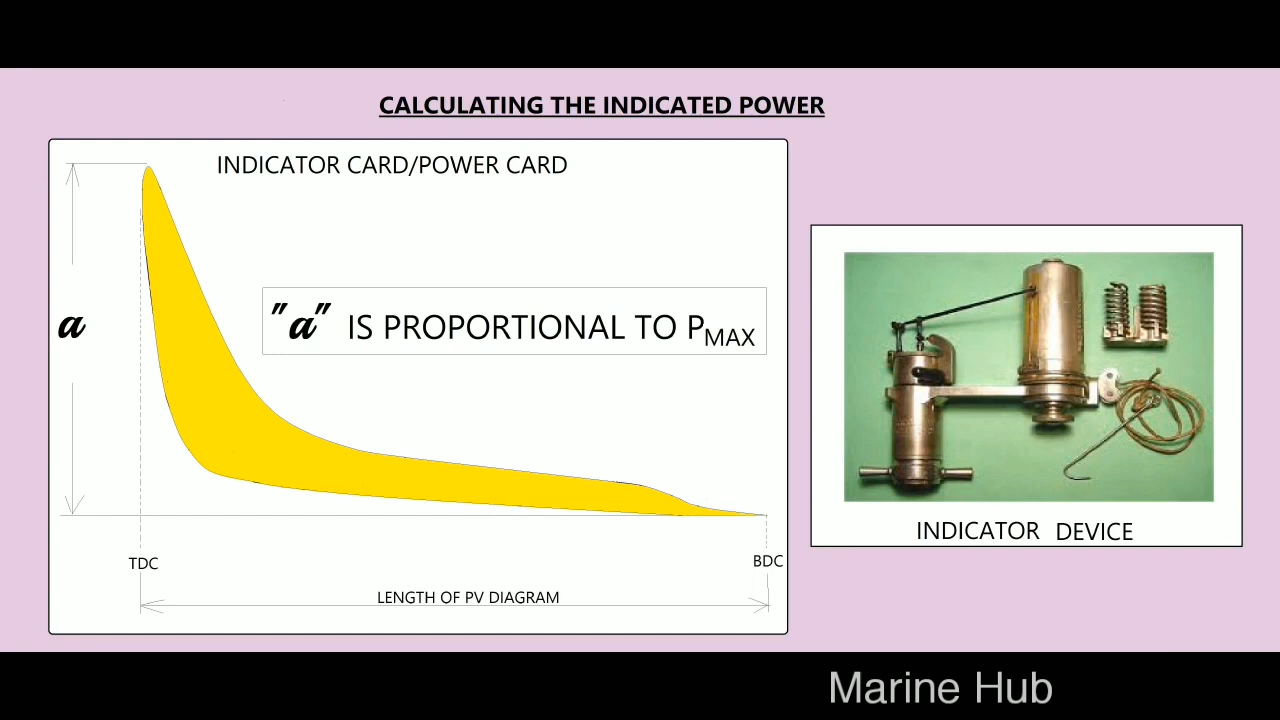 CALCULATING THE INDICATED POWER
INDICATOR CARD/POWER CARD
a
"a" IS PROPORTIONAL TO PMAX
TDC
BDC
LENGTH OF PV DIAGRAM
INDICATOR DEVICE
Marine Hub